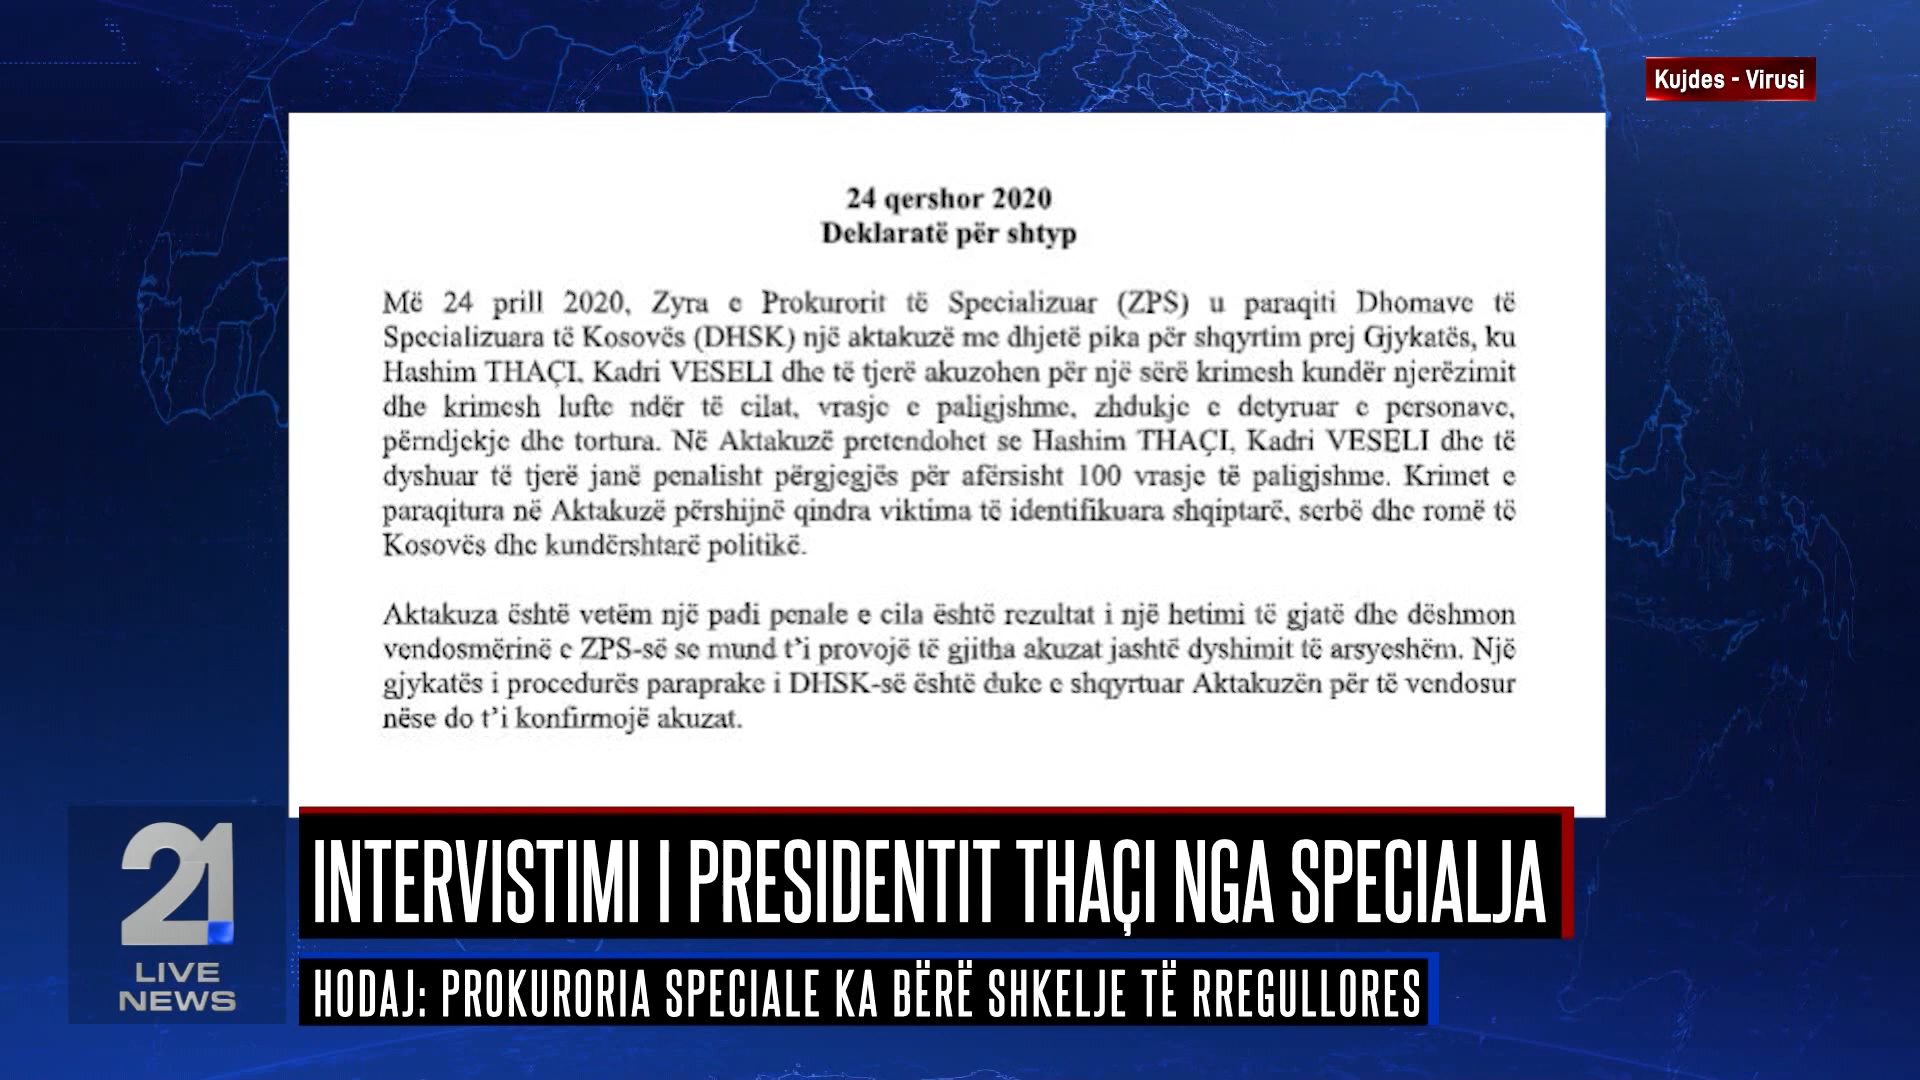 Kujdes - Virusi
24 qershor 2020
Deklaratë për shtyp
Më 24 prill 2020, Zyra e Prokurorit të Specializuar (ZPS) u paraqiti Dhomave të
Specializuara të Kosovës (DHSK) një aktakuzë me dhjetë pika për shqyrtim prej Gjykatës, ku
Hashim THAÇI, Kadri VESELI dhe të tjerë akuzohen për një sërë krimesh kundër njerëzimit
dhe krimesh lufte ndër të cilat, vrasje e paligjshme, zhdukje e detyruar e personave,
përndjekje dhe tortura. Në Aktakuzë pretendohet se Hashim THAÇI, Kadri VESELI dhe të
dyshuar të tjerë janë penalisht përgjegjës për afërsisht 100 vrasje të paligjshme. Krimet e
paraqitura në Aktakuzë përshijnë qindra viktima të identifikuara shqiptarë, serbë dhe romë të
Kosovës dhe kundërshtarë politikë.
Aktakuza është vetëm një padi penale e cila është rezultat i një hetimi të gjatë dhe dëshmon
vendosmërinë e ZPS-së se mund t'i provojë të gjitha akuzat jashtë dyshimit të arsyeshëm. Një
gjykatës i procedurës paraprake i DHSK-së është duke e shqyrtuar Aktakuzën për të vendosur
nëse do t'i konfirmojë akuzat.
INTERVISTIMI I PRESIDENTIT THAÇI NGA SPECIALJA
HODAJ: PROKURORIA SPECIALE KA BËRË SHKELJE TË RREGULLORES
21
LIVE
NEWS